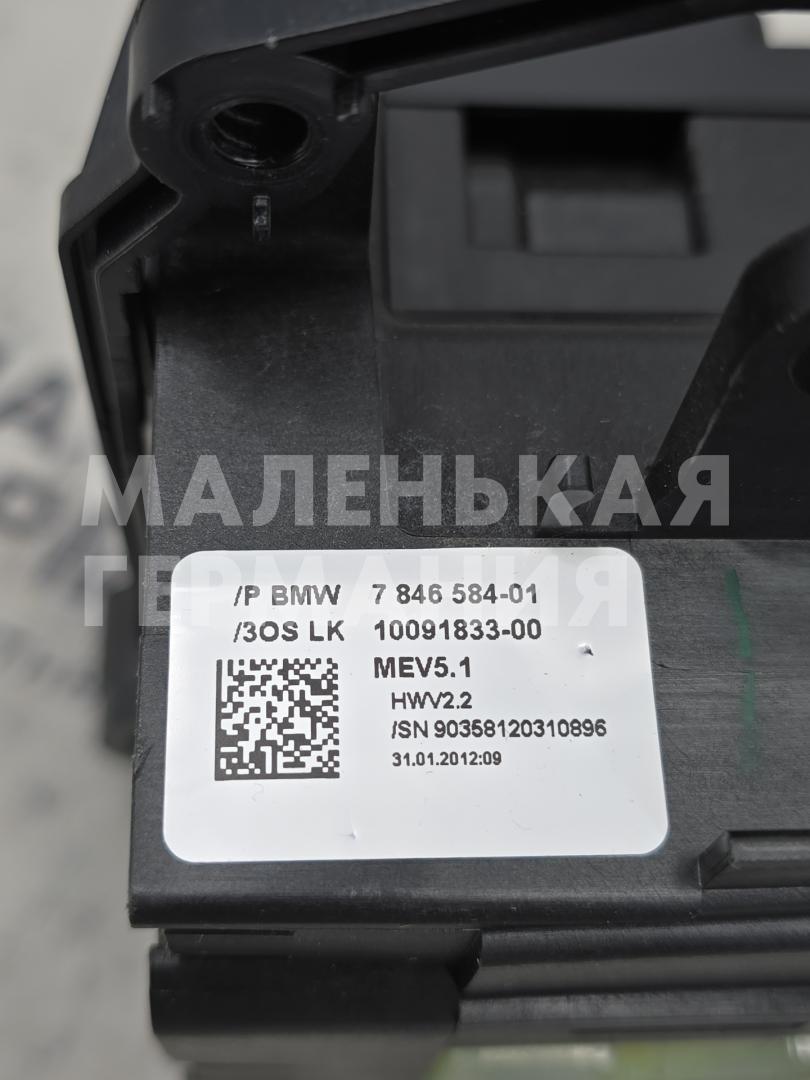 МАЛЕНЬКАЯ
ГЕРМАНИЯ
/P BMW 7 846 584-01
/3OS LK 10091833-00
MEV5.1
HWV2.2
/SN 90358120310896
31.01.2012:09